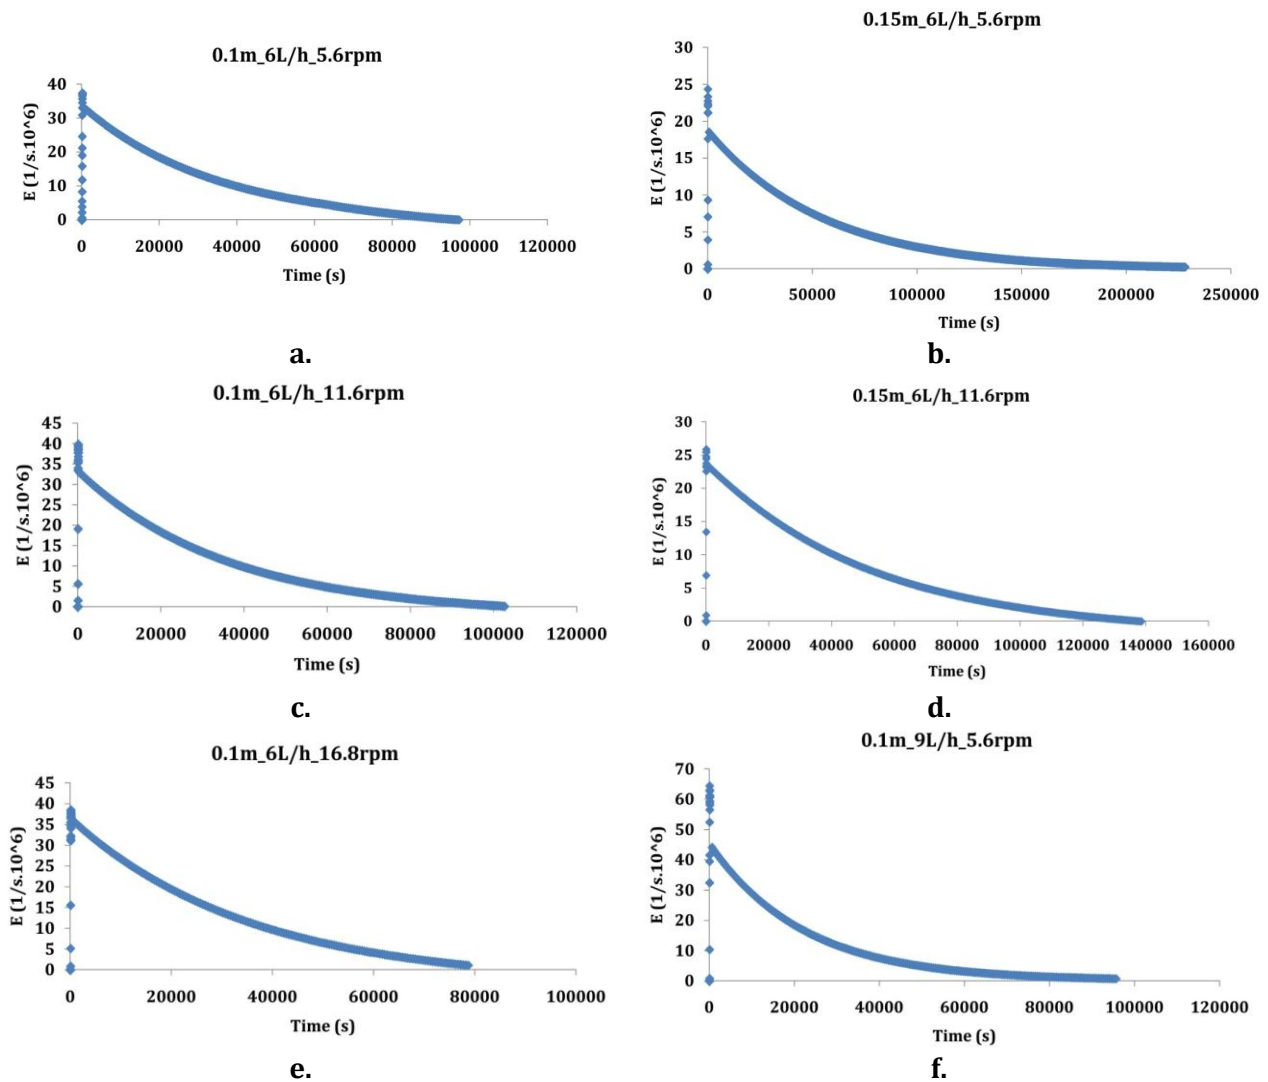 0.1m_6L/h_5.6rpm
E (1/s.10^6)
40
30
20
10
0
0 20000 40000 60000 80000 100000 120000
Time (s)
a.
0.15m_6L/h_5.6rpm
E (1/s.10^6)
30
25
20
15
10
5
0
0 50000 100000 150000 200000 250000
Time (s)
b.
0.1m_6L/h_11.6rpm
E (1/s.10^6)
45
40
35
30
25
20
15
10
5
0
0 20000 40000 60000 80000 100000 120000
Time (s)
c.
0.15m_6L/h_11.6rpm
E (1/s.10^6)
30
25
20
15
10
5
0
0 20000 40000 60000 80000 100000 120000 140000 160000
Time (s)
d.
0.1m_6L/h_16.8rpm
E (1/s.10^6)
45
40
35
30
25
20
15
10
5
0
0 20000 40000 60000 80000 100000
Time (s)
e.
0.1m_9L/h_5.6rpm
E (1/s.10^6)
70
60
50
40
30
20
10
0
0 20000 40000 60000 80000 100000 120000
Time (s)
f.